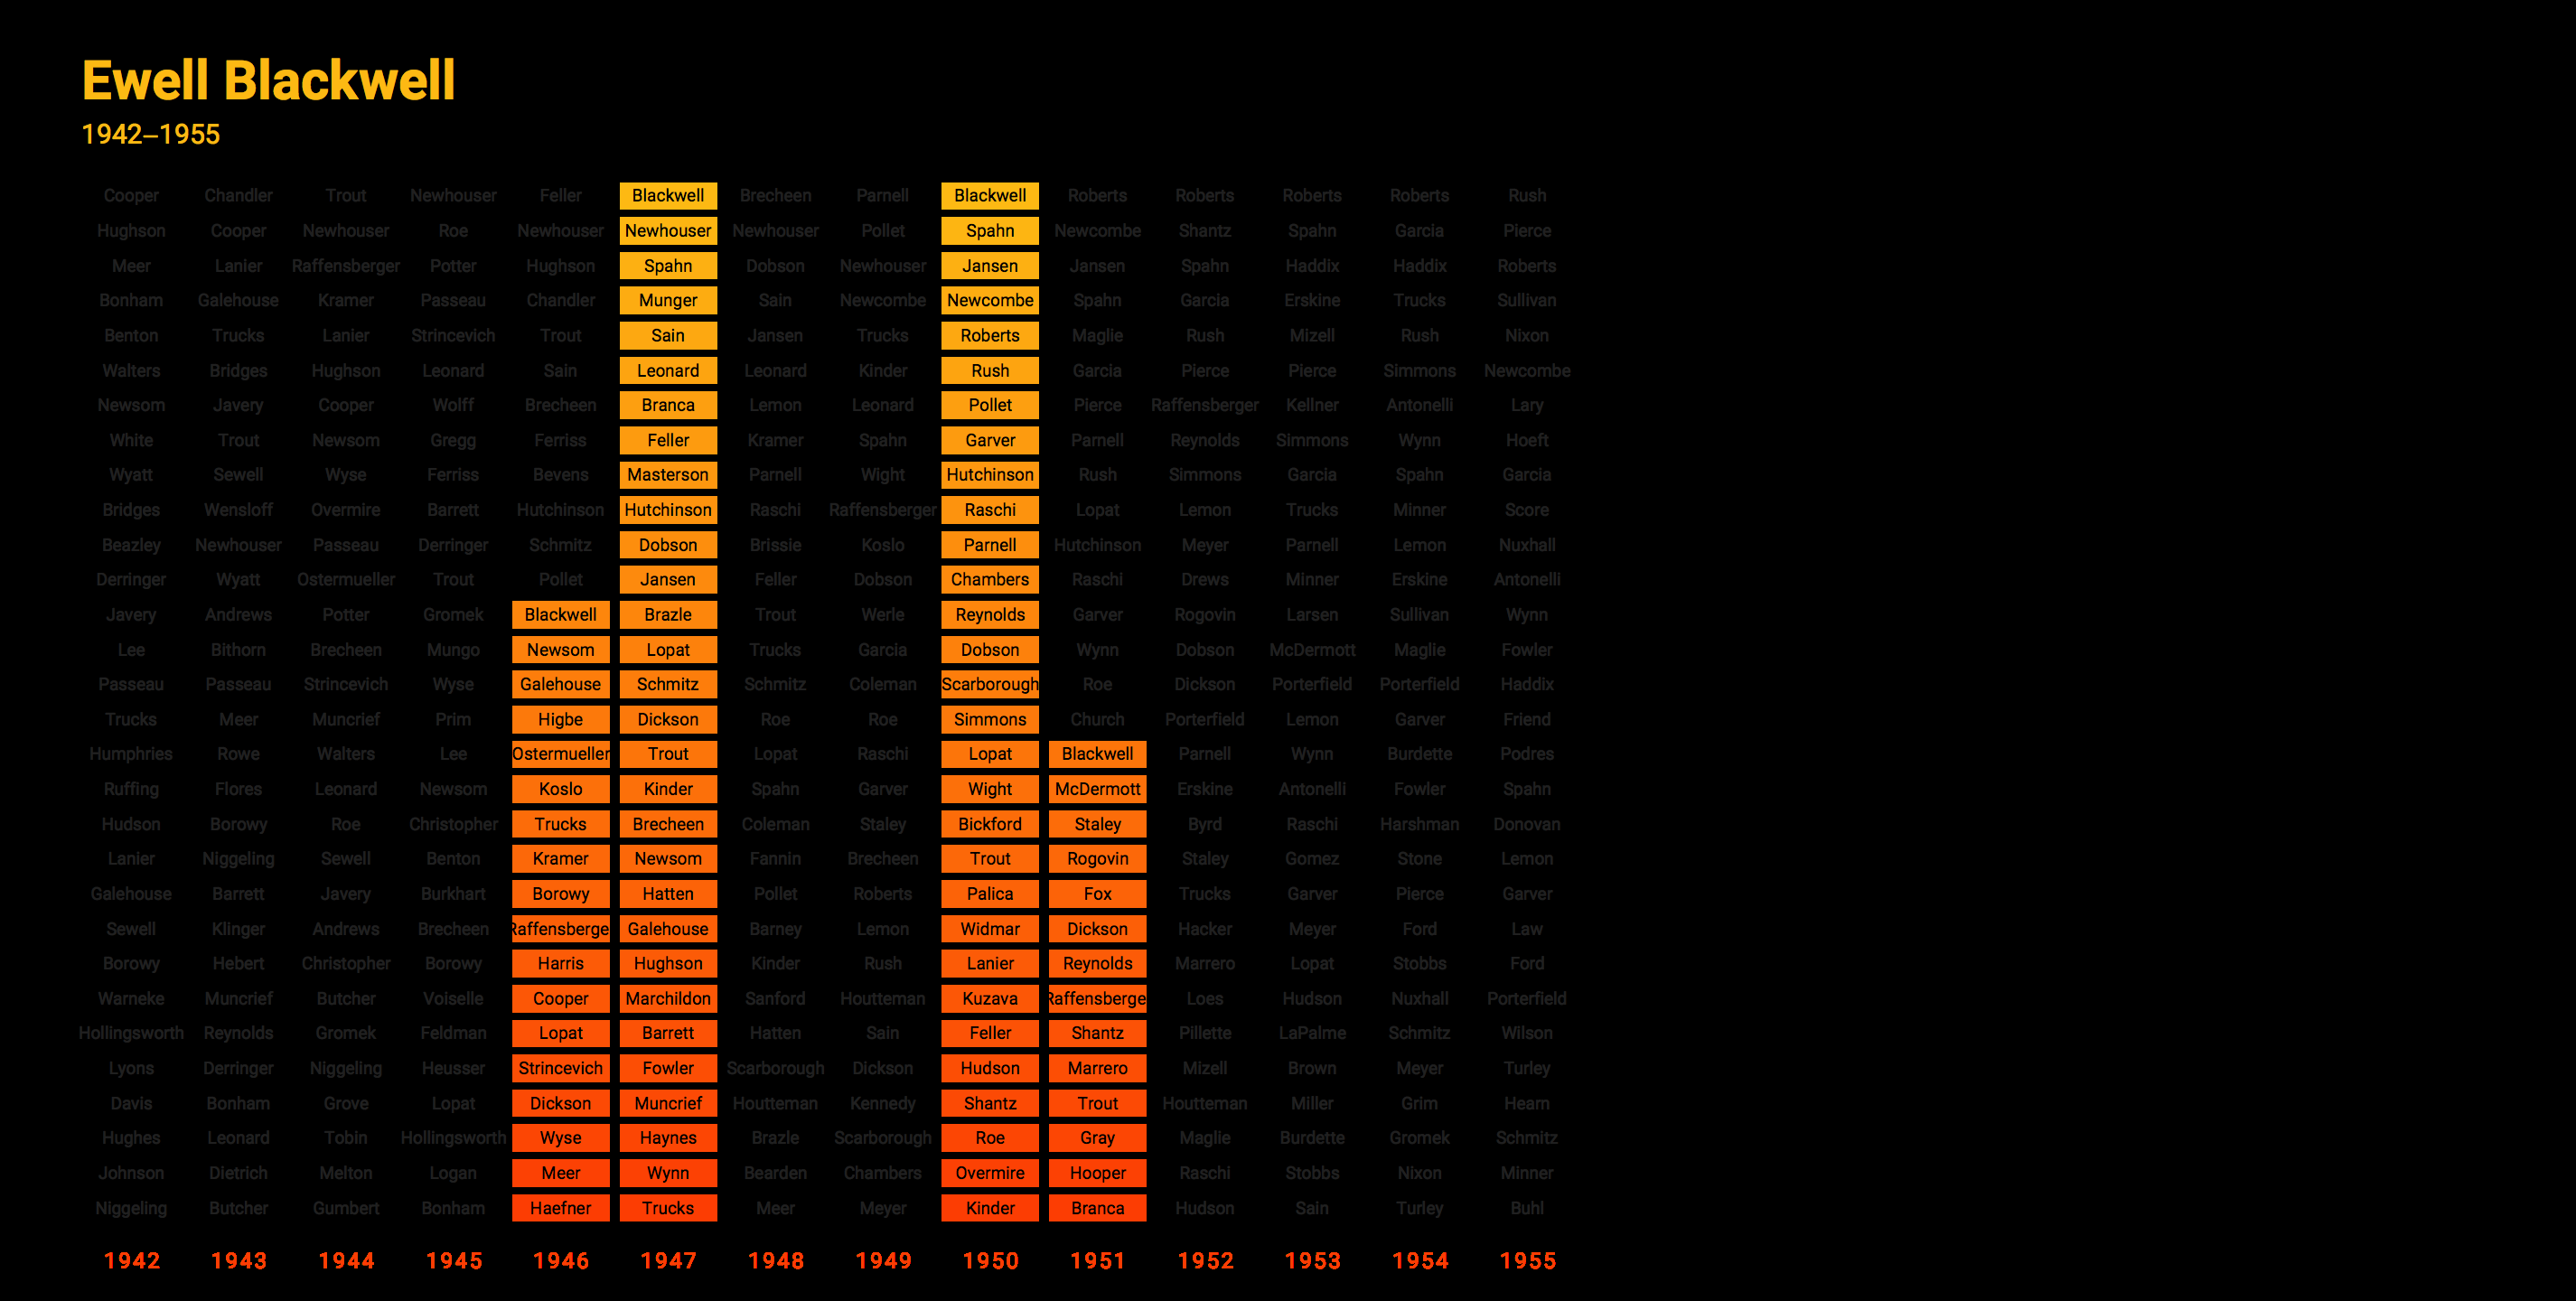 Ewell Blackwell
1942–1955
Cooper Chandler Trout Newhouser Feller Blackwell Brecheen Parnell Blackwell Roberts Roberts Roberts Roberts Rush
Hughson Cooper Newhouser Roe Newhouser Newhouser Newhouser Pollet Spahn Newcombe Shantz Spahn Garcia Pierce
Meer Lanier Raffensberger Potter Hughson Spahn Dobson Newhouser Jansen Jansen Spahn Haddix Haddix Roberts
Bonham Galehouse Kramer Passeau Chandler Munger Sain Newcombe Newcombe Spahn Garcia Erskine Trucks Sullivan
Benton Trucks Lanier Strincevich Trout Sain Jansen Trucks Roberts Maglie Rush Mizell Rush Nixon
Walters Bridges Hughson Leonard Sain Leonard Leonard Kinder Rush Garcia Pierce Pierce Simmons Newcombe
Newsom Javery Cooper Wolff Brecheen Branca Lemon Leonard Pollet Pierce Raffensberger Kellner Antonelli Lary
White Trout Newsom Gregg Ferriss Feller Kramer Spahn Garver Parnell Reynolds Simmons Wynn Hoeft
Wyatt Sewell Wyse Ferriss Bevens Masterson Parnell Wight Hutchinson Rush Simmons Garcia Spahn Garcia
Bridges Wensloff Overmire Barrett Hutchinson Hutchinson Raschi Raffensberger Raschi Lopat Lemon Trucks Minner Score
Beazley Newhouser Passeau Derringer Schmitz Dobson Brissie Koslo Parnell Hutchinson Meyer Parnell Lemon Nuxhall
Derringer Wyatt Ostermueller Trout Pollet Jansen Feller Dobson Chambers Raschi Drews Minner Erskine Antonelli
Javery Andrews Potter Gromek Blackwell Brazle Trout Werle Reynolds Garver Rogovin Larsen Sullivan Wynn
Lee Bithorn Brecheen Mungo Newsom Lopat Trucks Garcia Dobson Wynn Dobson McDermott Maglie Fowler
Passeau Passeau Strincevich Wyse Galehouse Schmitz Schmitz Coleman Scarborough Roe Dickson Porterfield Porterfield Haddix
Trucks Meer Muncrief Prim Higbe Dickson Roe Roe Simmons Church Porterfield Lemon Garver Friend
Humphries Rowe Walters Lee Ostermueller Trout Lopat Raschi Lopat Blackwell Parnell Wynn Burdette Podres
Ruffing Flores Leonard Newsom Koslo Kinder Spahn Garver Wight McDermott Erskine Antonelli Fowler Spahn
Hudson Borowy Roe Christopher Trucks Brecheen Coleman Staley Bickford Staley Byrd Raschi Harshman Donovan
Lanier Niggeling Sewell Benton Kramer Newsom Fannin Brecheen Trout Rogovin Staley Gomez Stone Lemon
Galehouse Barrett Javery Burkhart Borowy Hatten Pollet Roberts Palica Fox Trucks Garver Pierce Garver
Sewell Klinger Andrews Brecheen Raffensberge Galehouse Barney Lemon Widmar Dickson Hacker Meyer Ford Law
Borowy Hebert Christopher Borowy Harris Hughson Kinder Rush Lanier Reynolds Marrero Lopat Stobbs Ford
Warneke Muncrief Butcher Voiselle Cooper Marchildon Sanford Houtteman Kuzava Raffensberge Loes Hudson Nuxhall Porterfield
Hollingsworth Reynolds Gromek Feldman Lopat Barrett Hatten Sain Feller Shantz Pillette LaPalme Schmitz Wilson
Lyons Derringer Niggeling Heusser Strincevich Fowler Scarborough Dickson Hudson Marrero Mizell Brown Meyer Turley
Davis Bonham Grove Lopat Dickson Muncrief Houtteman Kennedy Shantz Trout Houtteman Miller Grim Hearn
Hughes Leonard Tobin Hollingsworth Wyse Haynes Brazle Scarborough Roe Gray Maglie Burdette Gromek Schmitz
Johnson Dietrich Melton Logan Meer Wynn Bearden Chambers Overmire Hooper Raschi Stobbs Nixon Minner
Niggeling Butcher Gumbert Bonham Haefner Trucks Meer Meyer Kinder Branca Hudson Sain Turley Buhl
1942 1943 1944 1945 1946 1947 1948 1949 1950 1951 1952 1953 1954 1955